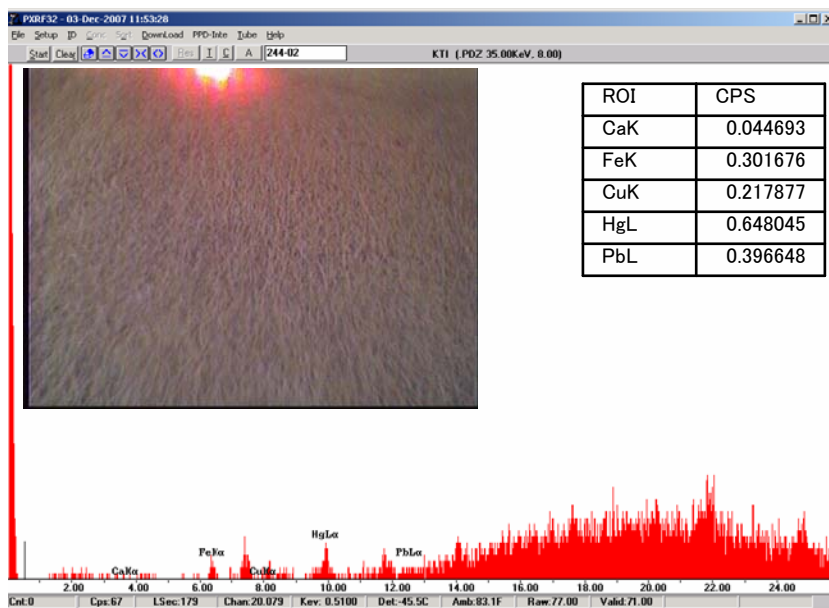 PXRF32 - 03-Dec-2007 11:53:28
File Setup ID Conc Sort DownLoad PPD-Inte Tube Help
Start Clear Res I C A 244-02 KTI (.PDZ 35.00KeV, 8.00)
ROI CPS
CaK 0.044693
FeK 0.301676
CuK 0.217877
HgL 0.648045
PbL 0.396648
HgLα
FeKα PbLα
CaKα CuKα
2.00 4.00 6.00 8.00 10.00 12.00 14.00 16.00 18.00 20.00 22.00 24.00
Cnt:0 Cps:67 LSec:179 Chan:20.079 Kev: 0.5100 Det:-45.5C Amb:83.1F Raw:77.00 Valid:71.00